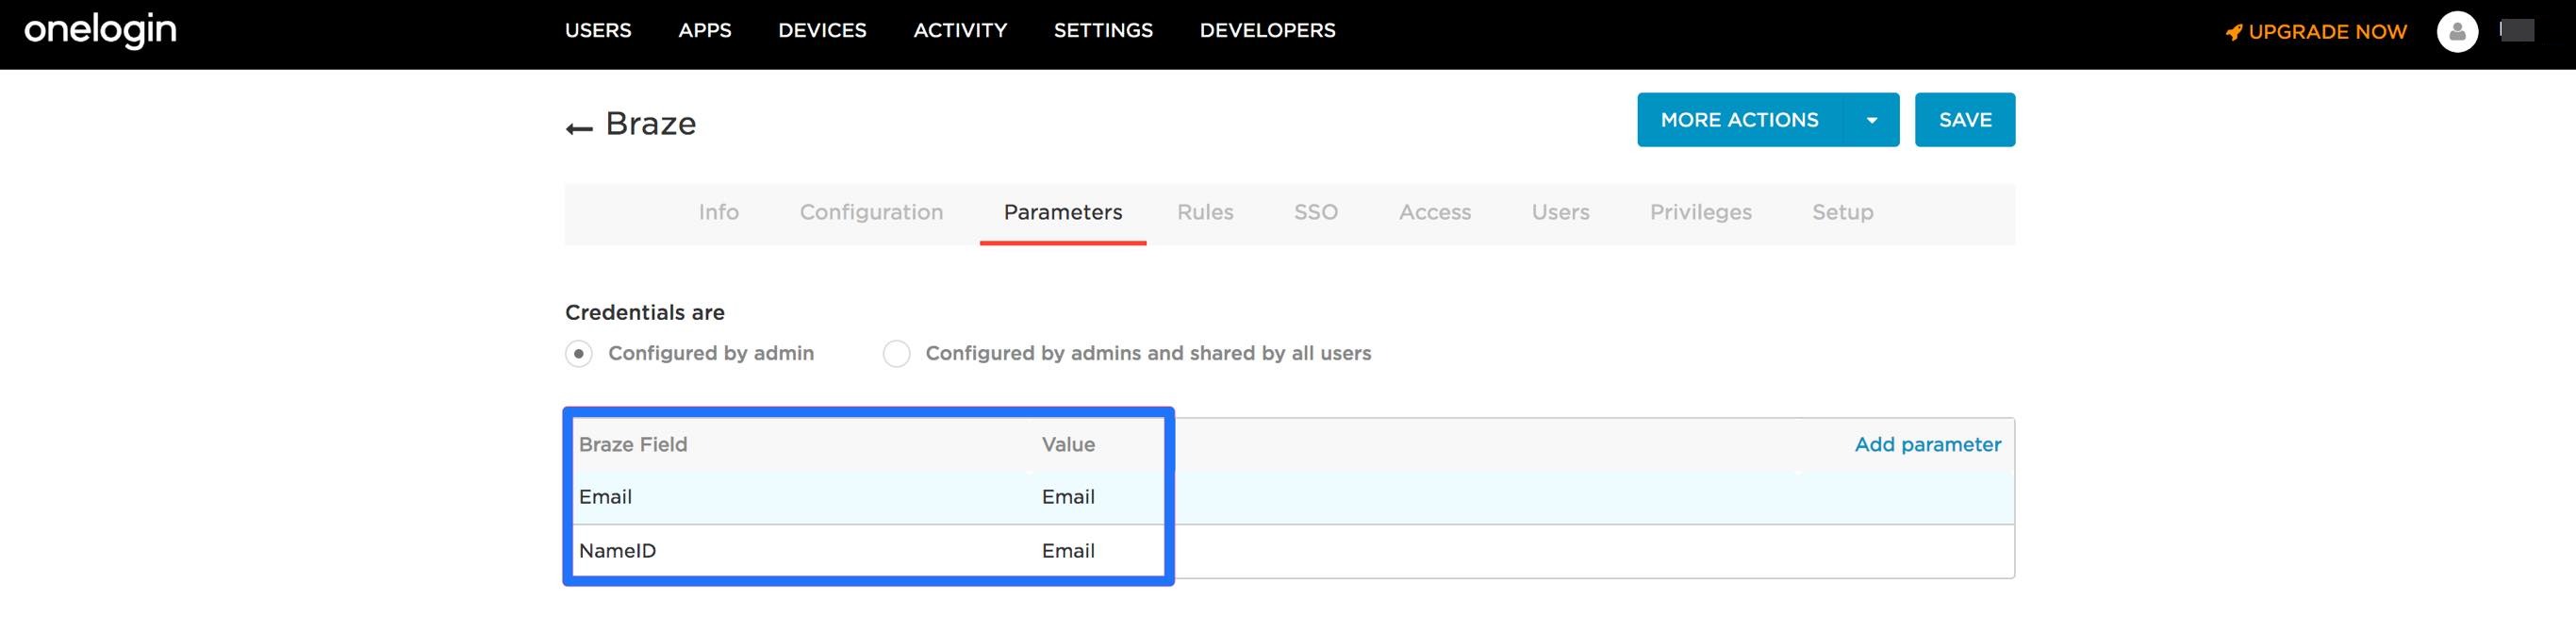 onelogin
USERS APPS DEVICES ACTIVITY SETTINGS DEVELOPERS
UPGRADE NOW
Braze
MORE ACTIONS
SAVE
Info Configuration Parameters Rules SSO Access Users Privileges Setup
Credentials are
Configured by admin Configured by admins and shared by all users
Braze Field Value Add parameter
Email Email
NameID Email